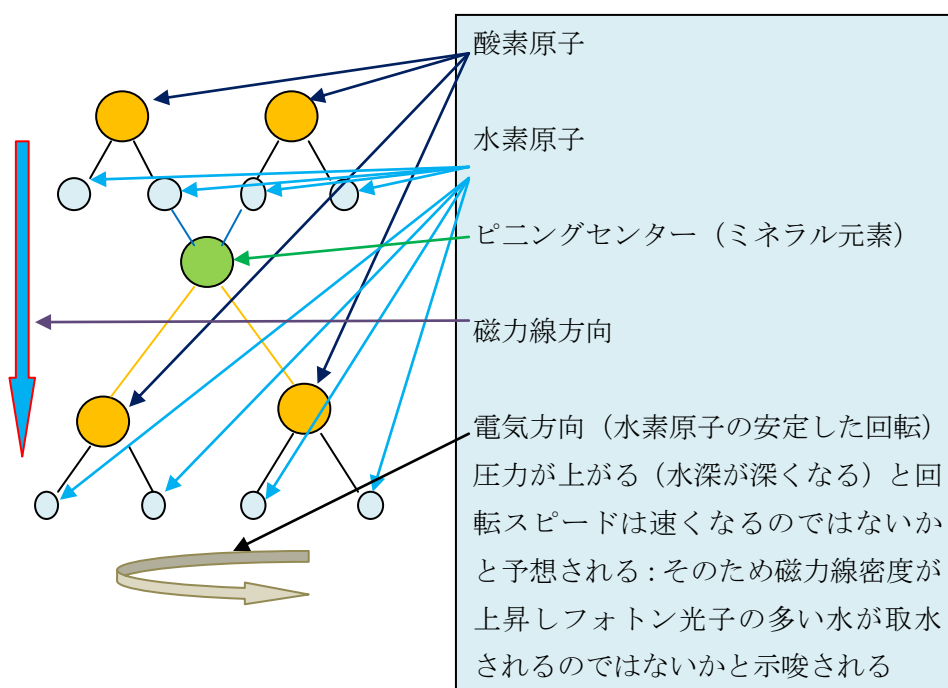 酸素原子
水素原子
ピニングセンター（ミネラル元素）
磁力線方向
電気方向（水素原子の安定した回転）
圧力が上がる（水深が深くなる）と回
転スピードは速くなるのではないか
と予想される：そのため磁力線密度が
上昇しフォトン光子の多い水が取水
されるのではないかと示唆される